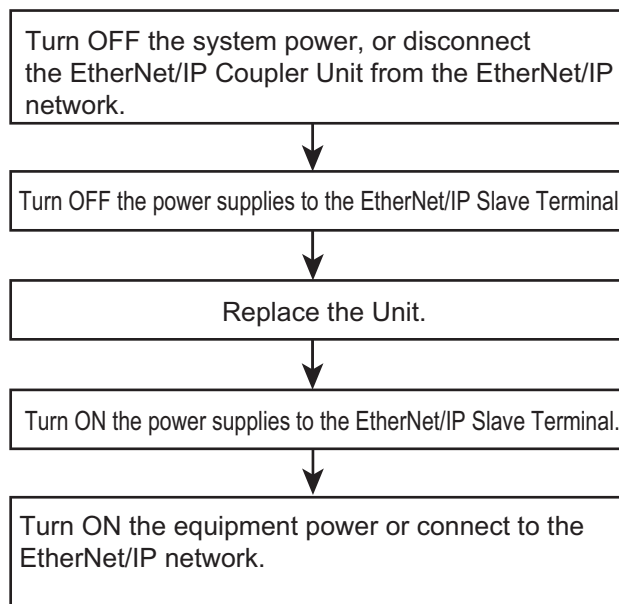 Turn OFF the system power, or disconnect
the EtherNet/IP Coupler Unit from the EtherNet/IP
network.
Turn OFF the power supplies to the EtherNet/IP Slave Terminal
Replace the Unit.
Turn ON the power supplies to the EtherNet/IP Slave Terminal.
Turn ON the equipment power or connect to the
EtherNet/IP network.